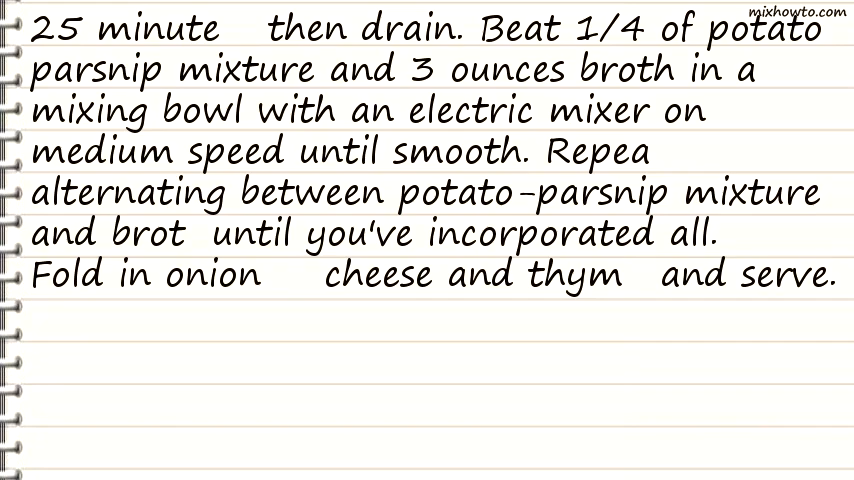 mixhowto.com
25 minute then drain. Beat 1/4 of potato
parsnip mixture and 3 ounces broth in a
mixing bowl with an electric mixer on
medium speed until smooth. Repea
alternating between potato-parsnip mixture
and brot until you've incorporated all.
Fold in onion cheese and thym and serve.